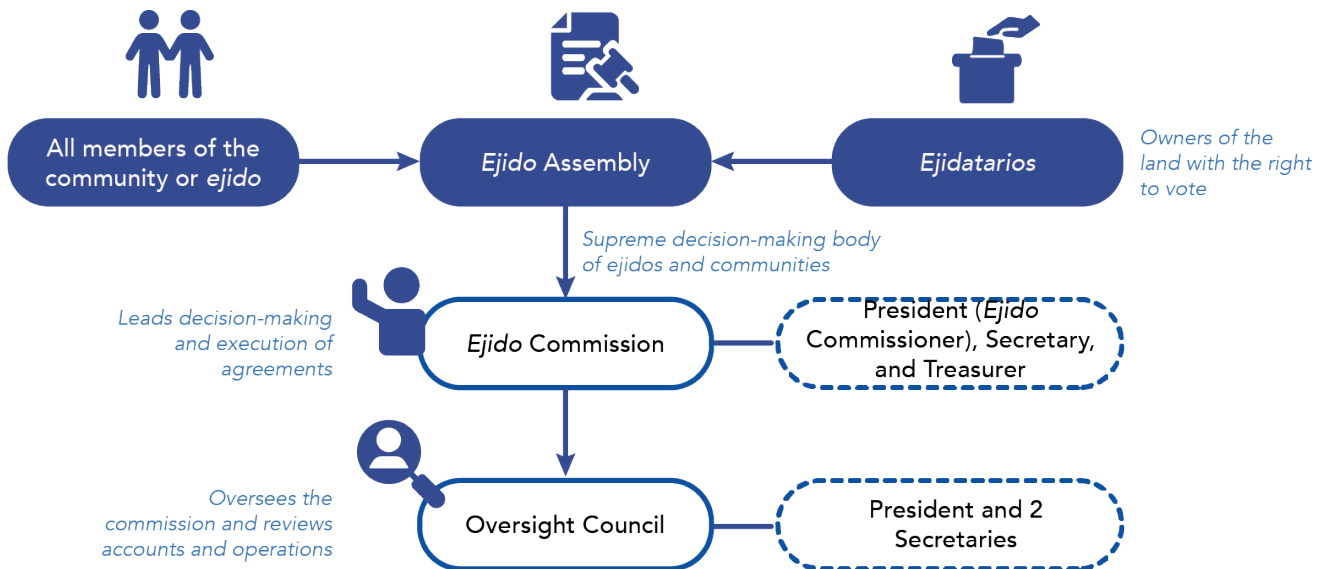 All members of the
community or ejido
Ejido Assembly
Ejidatarios
Owners of the
land with the right
to vote
Supreme decision-making body
of ejidos and communities
Leads decision-making
and execution of
agreements
Ejido Commission
President (Ejido
Commissioner), Secretary,
and Treasurer
Oversees the
commission and reviews
accounts and operations
Oversight Council
President and 2
Secretaries